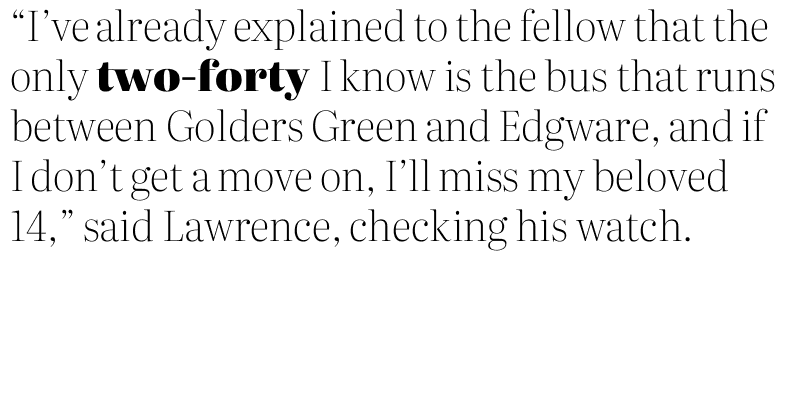 “I’ve already explained to the fellow that the
only two-forty I know is the bus that runs
between Golders Green and Edgware, and if
I don’t get a move on, I’ll miss my beloved
14,” said Lawrence, checking his watch.